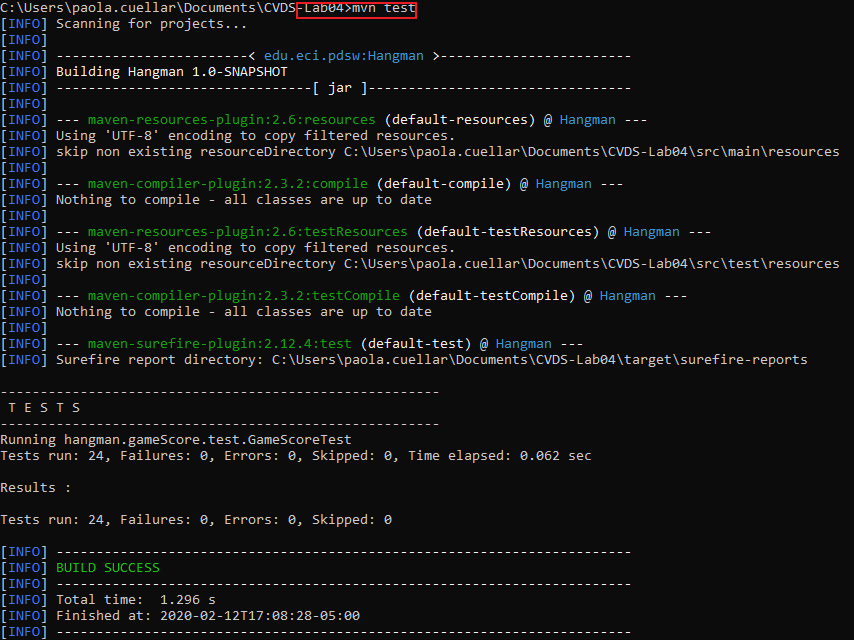 C:\Users\paola.cuellar\Documents\CVDS-Lab04>mvn test
[INFO] Scanning for projects...
[INFO]
[INFO] ------------------------< edu.eci.pdsw:Hangman >------------------------
[INFO] Building Hangman 1.0-SNAPSHOT
[INFO] --------------------------------[ jar ]---------------------------------
[INFO]
[INFO] --- maven-resources-plugin:2.6:resources (default-resources) @ Hangman ---
[INFO] Using 'UTF-8' encoding to copy filtered resources.
[INFO] skip non existing resourceDirectory C:\Users\paola.cuellar\Documents\CVDS-Lab04\src\main\resources
[INFO]
[INFO] --- maven-compiler-plugin:2.3.2:compile (default-compile) @ Hangman ---
[INFO] Nothing to compile - all classes are up to date
[INFO]
[INFO] --- maven-resources-plugin:2.6:testResources (default-testResources) @ Hangman ---
[INFO] Using 'UTF-8' encoding to copy filtered resources.
[INFO] skip non existing resourceDirectory C:\Users\paola.cuellar\Documents\CVDS-Lab04\src\test\resources
[INFO]
[INFO] --- maven-compiler-plugin:2.3.2:testCompile (default-testCompile) @ Hangman ---
[INFO] Nothing to compile - all classes are up to date
[INFO]
[INFO] --- maven-surefire-plugin:2.12.4:test (default-test) @ Hangman ---
[INFO] Surefire report directory: C:\Users\paola.cuellar\Documents\CVDS-Lab04\target\surefire-reports
-------------------------------------------------------
T E S T S
-------------------------------------------------------
Running hangman.gameScore.test.GameScoreTest
Tests run: 24, Failures: 0, Errors: 0, Skipped: 0, Time elapsed: 0.062 sec
Results :
Tests run: 24, Failures: 0, Errors: 0, Skipped: 0
[INFO] ------------------------------------------------------------------------
[INFO] BUILD SUCCESS
[INFO] ------------------------------------------------------------------------
[INFO] Total time:  1.296 s
[INFO] Finished at: 2020-02-12T17:08:28-05:00
[INFO] ------------------------------------------------------------------------